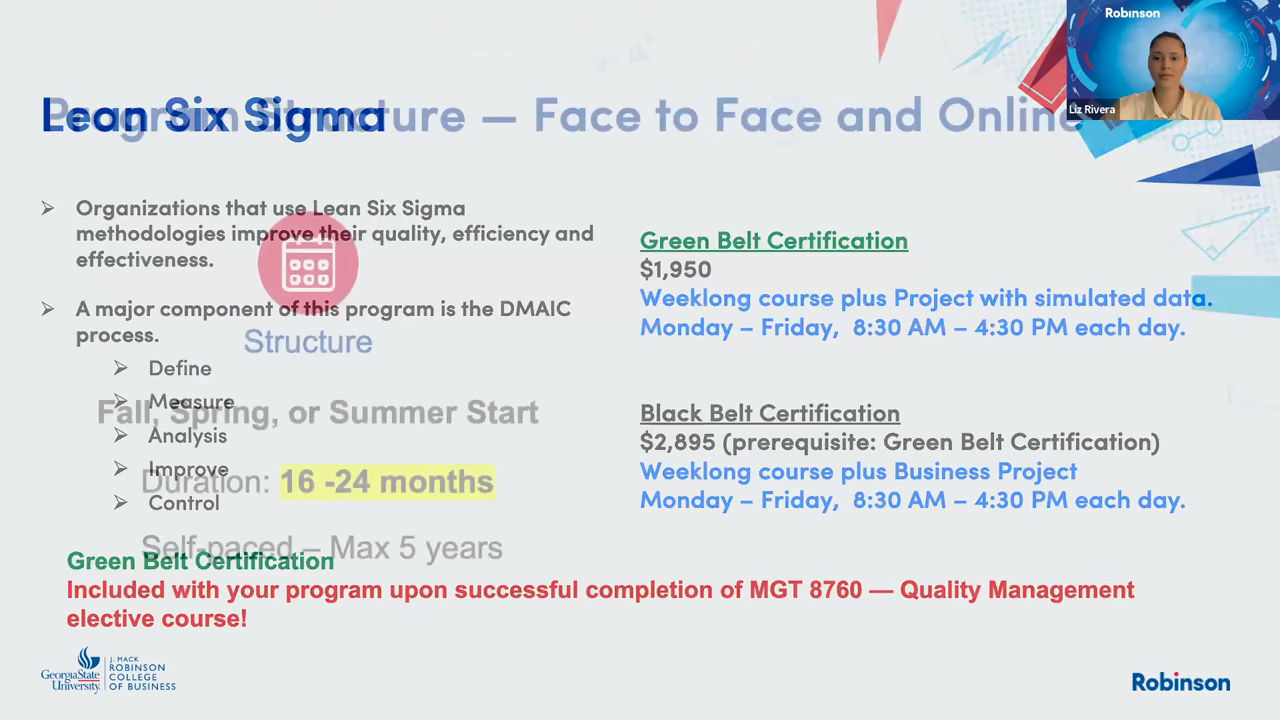 Robinson
Liz Rivera
Lean Six Sigma
Program Structure — Face to Face and Online
➢ Organizations that use Lean Six Sigma
methodologies improve their quality, efficiency and
effectiveness.
➢ A major component of this program is the DMAIC
process.
➢ Define
➢ Measure
➢ Analysis
➢ Improve
➢ Control
Structure
Fall, Spring, or Summer Start
Duration: 16 -24 months
Self-paced – Max 5 years
Green Belt Certification
$1,950
Weeklong course plus Project with simulated data.
Monday – Friday, 8:30 AM – 4:30 PM each day.
Black Belt Certification
$2,895 (prerequisite: Green Belt Certification)
Weeklong course plus Business Project
Monday – Friday, 8:30 AM – 4:30 PM each day.
Green Belt Certification
Included with your program upon successful completion of MGT 8760 — Quality Management
elective course!
GeorgiaState
University
J. MACK
ROBINSON
COLLEGE
OF BUSINESS
Robinson